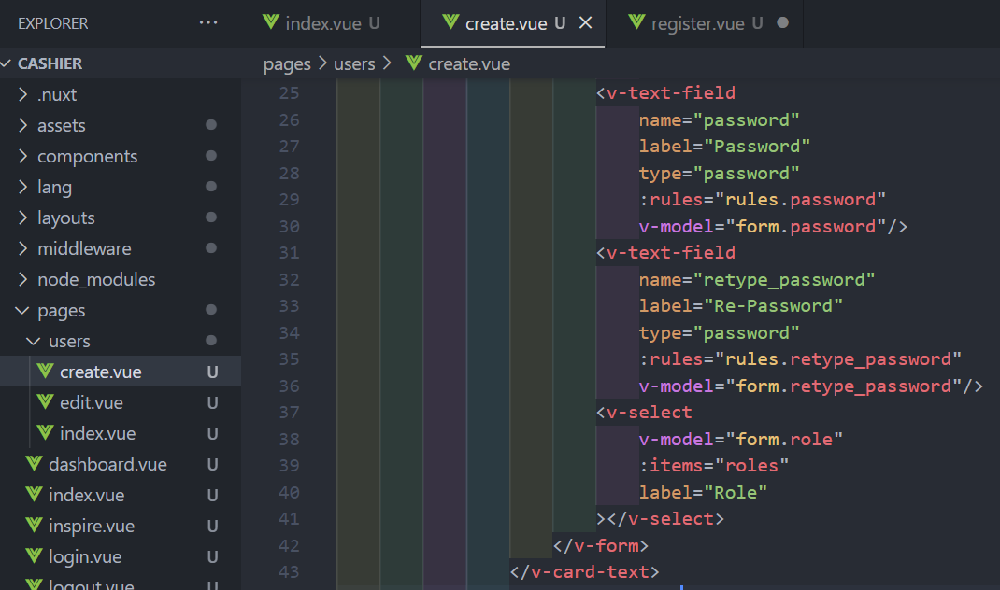 EXPLORER ...
index.vue U
create.vue U
register.vue U
CASHIER
pages > users > create.vue
.nuxt
assets
components
lang
layouts
middleware
node_modules
pages
users
create.vue U
edit.vue U
index.vue U
dashboard.vue U
index.vue U
inspire.vue U
login.vue U
logout.vue U
25 <v-text-field
26 name="password"
27 label="Password"
28 type="password"
29 :rules="rules.password"
30 v-model="form.password"/>
31 <v-text-field
32 name="retype_password"
33 label="Re-Password"
34 type="password"
35 :rules="rules.retype_password"
36 v-model="form.retype_password"/>
37 <v-select
38 v-model="form.role"
39 :items="roles"
40 label="Role"
41 ></v-select>
42 </v-form>
43 </v-card-text>